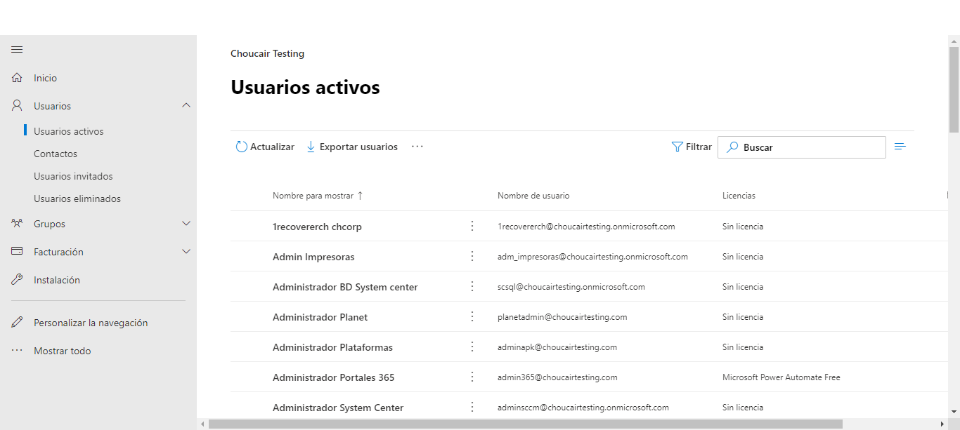 Inicio
Usuarios
Usuarios activos
Contactos
Usuarios invitados
Usuarios eliminados
Grupos
Facturación
Instalación
Personalizar la navegación
Mostrar todo
Choucair Testing
Usuarios activos
Actualizar Exportar usuarios Filtrar Buscar
Nombre para mostrar ↑ Nombre de usuario Licencias
1recovererch chcorp 1recovererch@choucairtesting.onmicrosoft.com Sin licencia
Admin Impresoras adm_impresoras@choucairtesting.onmicrosoft.com Sin licencia
Administrador BD System center scsql@choucairtesting.onmicrosoft.com Sin licencia
Administrador Planet planetadmin@choucairtesting.com Sin licencia
Administrador Plataformas adminapk@choucairtesting.com Sin licencia
Administrador Portales 365 admin365@choucairtesting.com Microsoft Power Automate Free
Administrador System Center adminsccm@choucairtesting.onmicrosoft.com Sin licencia